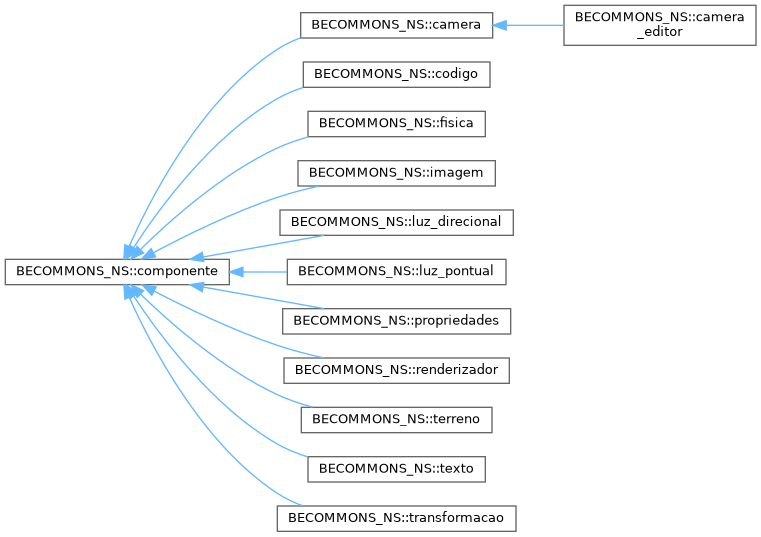 BECOMMONS_NS::camera
BECOMMONS_NS::camera
_editor
BECOMMONS_NS::codigo
BECOMMONS_NS::fisica
BECOMMONS_NS::imagem
BECOMMONS_NS::luz_direcional
BECOMMONS_NS::componente
BECOMMONS_NS::luz_pontual
BECOMMONS_NS::propriedades
BECOMMONS_NS::renderizador
BECOMMONS_NS::terreno
BECOMMONS_NS::texto
BECOMMONS_NS::transformacao